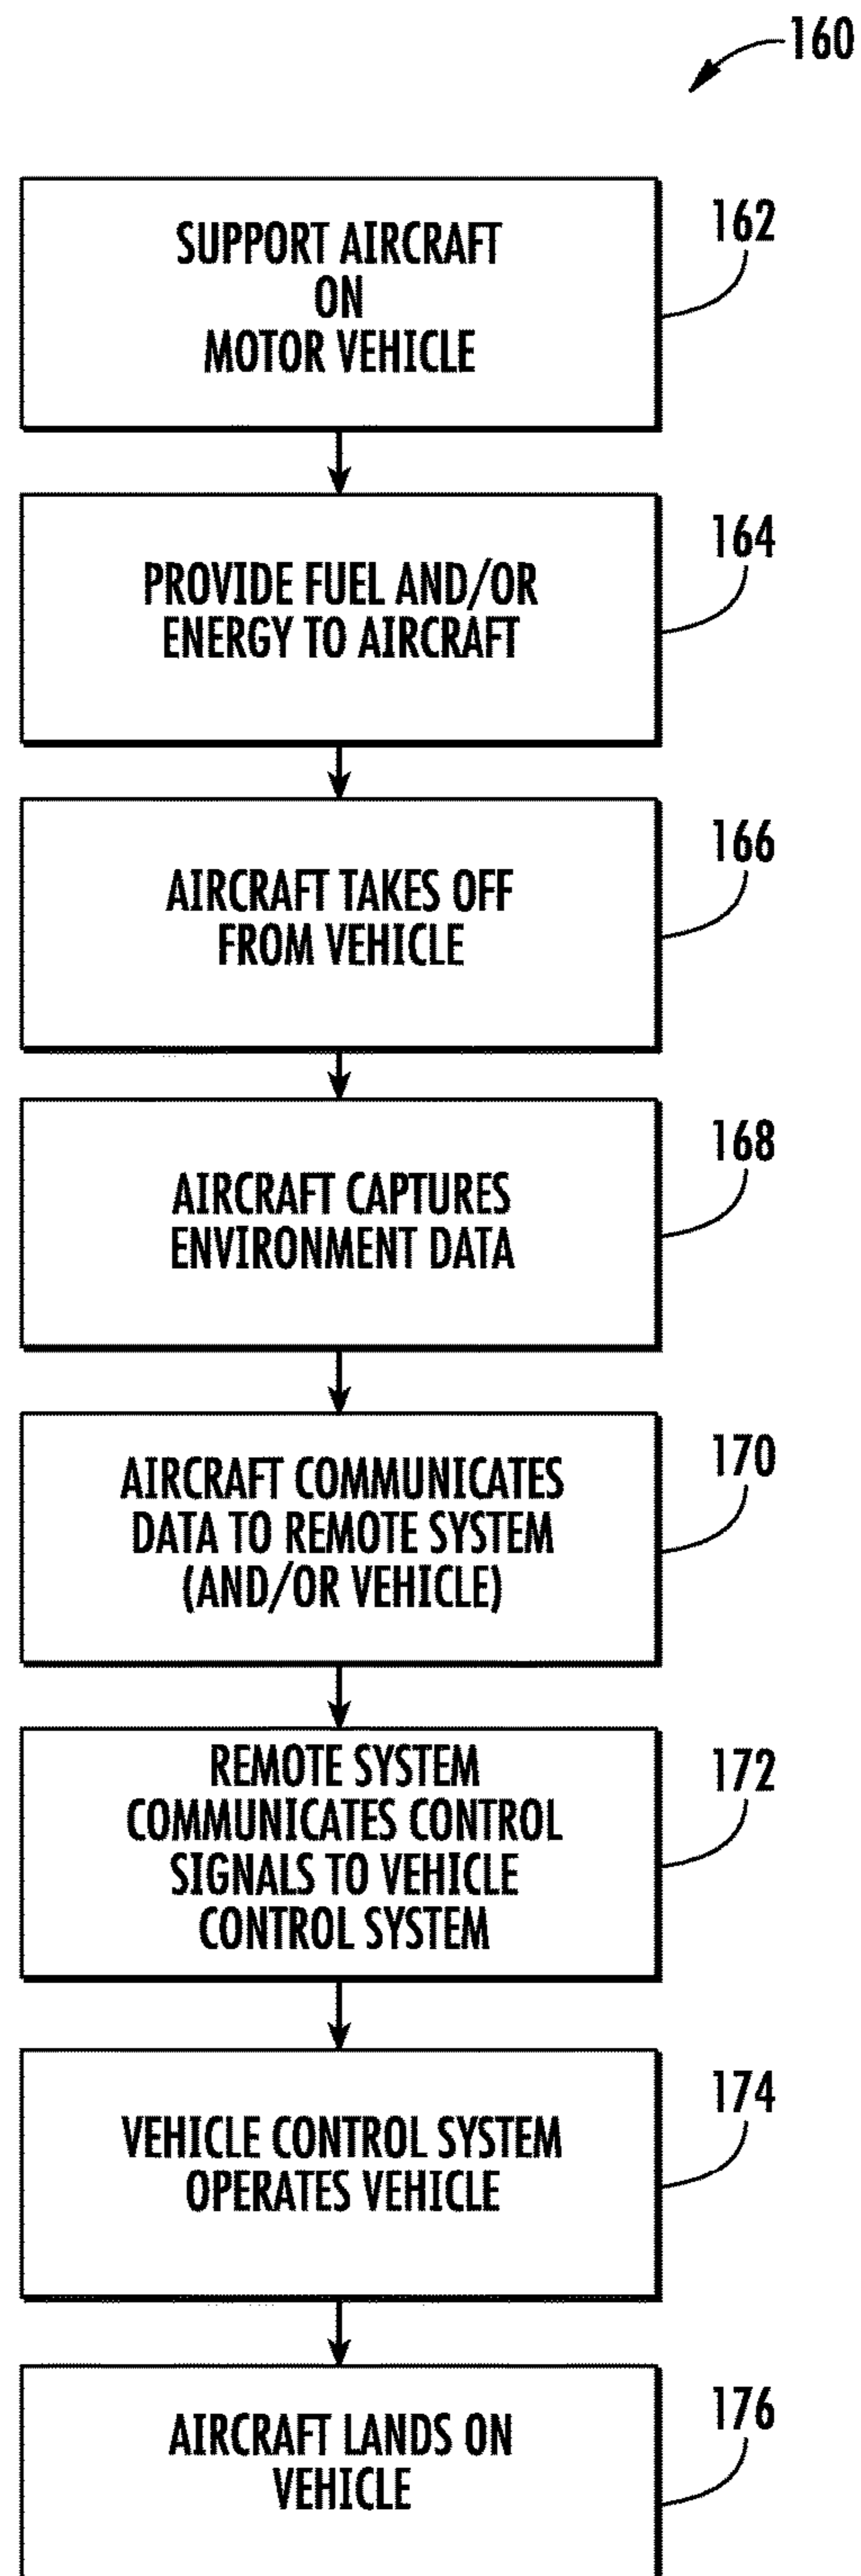 160
SUPPORT AIRCRAFT
ON
MOTOR VEHICLE
162
PROVIDE FUEL AND/OR
ENERGY TO AIRCRAFT
164
AIRCRAFT TAKES OFF
FROM VEHICLE
166
AIRCRAFT CAPTURES
ENVIRONMENT DATA
168
AIRCRAFT COMMUNICATES
DATA TO REMOTE SYSTEM
(AND/OR VEHICLE)
170
REMOTE SYSTEM
COMMUNICATES CONTROL
SIGNALS TO VEHICLE
CONTROL SYSTEM
172
VEHICLE CONTROL SYSTEM
OPERATES VEHICLE
174
AIRCRAFT LANDS ON
VEHICLE
176